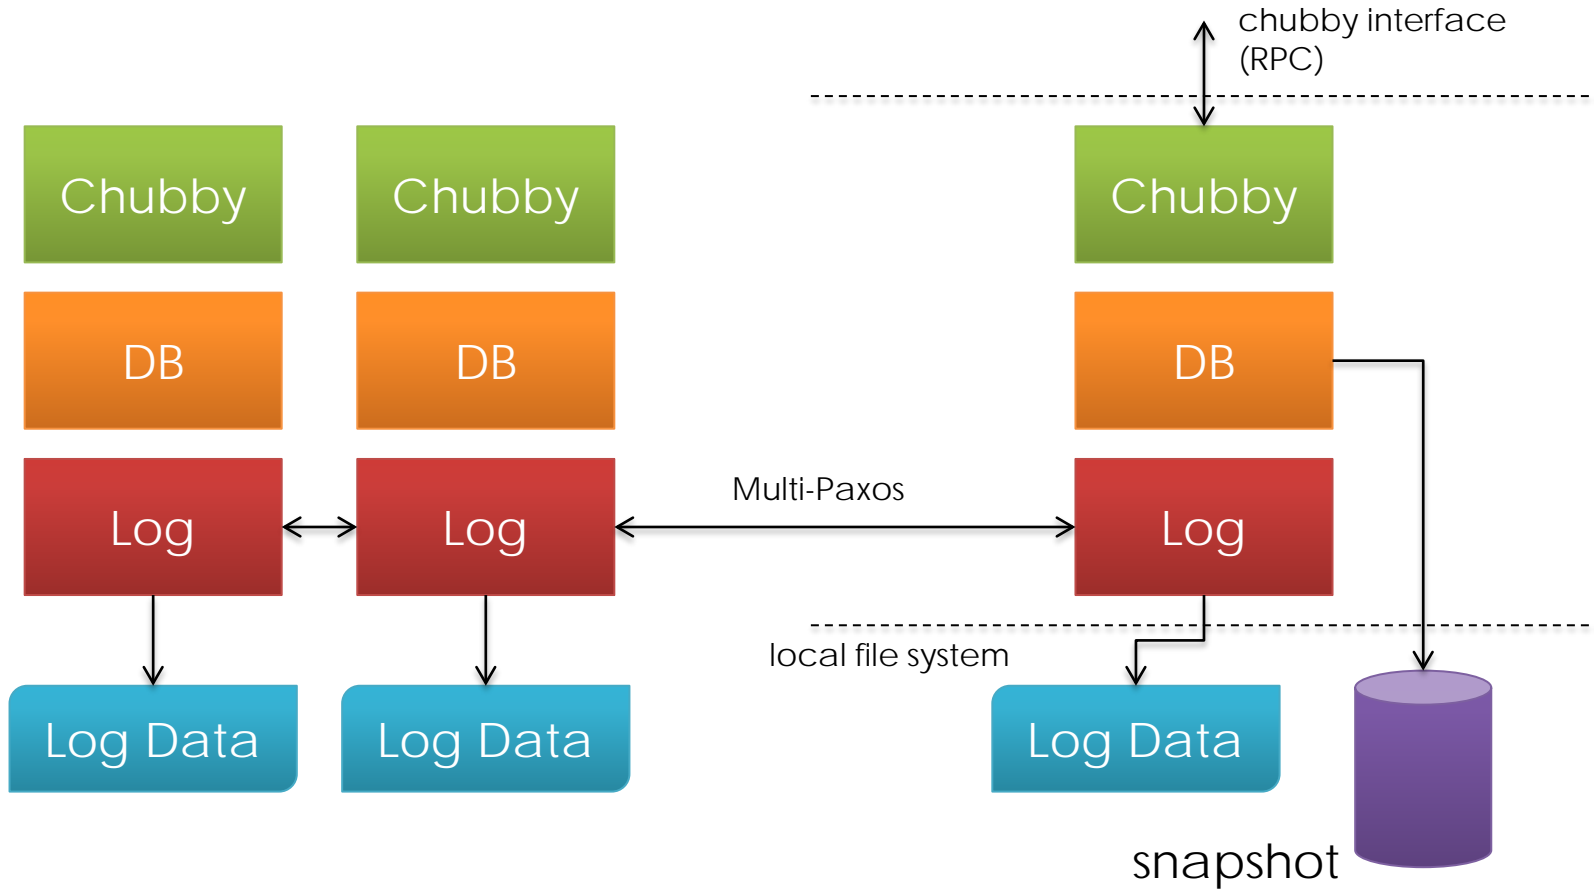 chubby interface
(RPC)
Chubby
Chubby
Chubby
DB
DB
DB
Multi-Paxos
Log
Log
Log
local file system
Log Data
Log Data
Log Data
snapshot